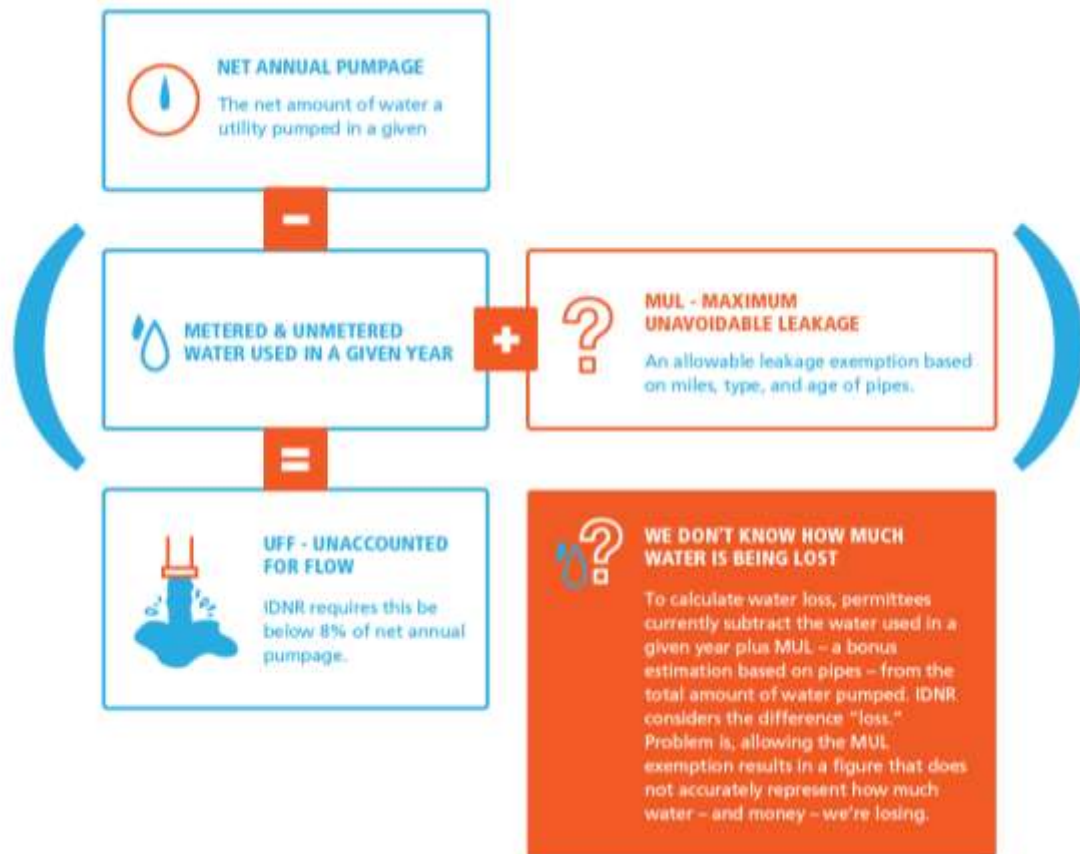 NET ANNUAL PUMPAGE
The net amount of water a
utility pumped in a given
−
METERED & UNMETERED
WATER USED IN A GIVEN YEAR
+
MUL - MAXIMUM
UNAVOIDABLE LEAKAGE
An allowable leakage exemption based
on miles, type, and age of pipes.
=
UFF - UNACCOUNTED
FOR FLOW
IDNR requires this be
below 8% of net annual
pumpage.
WE DON'T KNOW HOW MUCH
WATER IS BEING LOST
To calculate water loss, permittees
currently subtract the water used in a
given year plus MUL – a bonus
estimation based on pipes – from the
total amount of water pumped. IDNR
considers the difference “loss.”
Problem is, allowing the MUL
exemption results in a figure that does
not accurately represent how much
water – and money – we're losing.